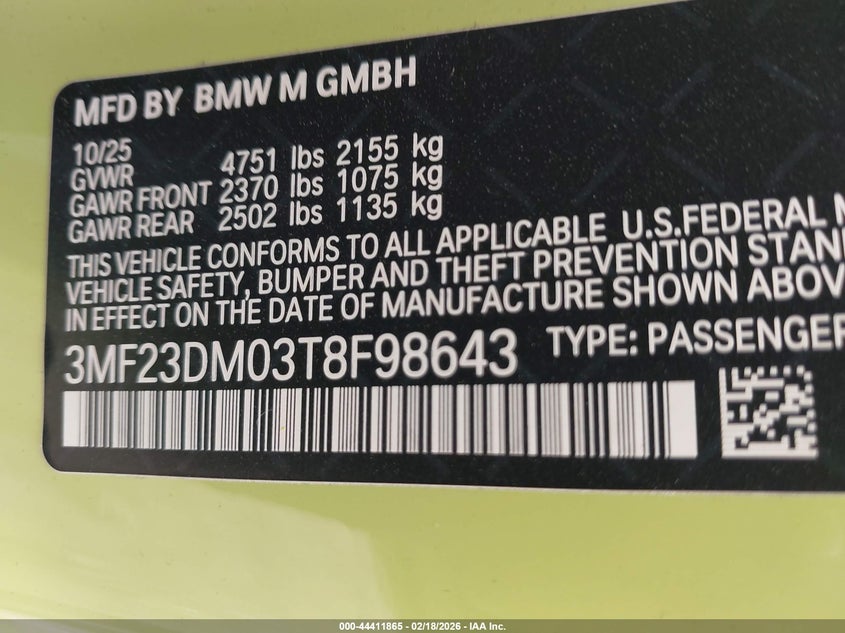 MFD BY BMW M GMBH
10/25
GVWR 4751 lbs 2155 kg
GAWR FRONT 2370 lbs 1075 kg
GAWR REAR 2502 lbs 1135 kg
THIS VEHICLE CONFORMS TO ALL APPLICABLE U.S.FEDERAL M
VEHICLE SAFETY, BUMPER AND THEFT PREVENTION STAN
IN EFFECT ON THE DATE OF MANUFACTURE SHOWN ABOV
3MF23DM03T8F98643 TYPE: PASSENGER
000-44411865 - 02/18/2026 - IAA Inc.